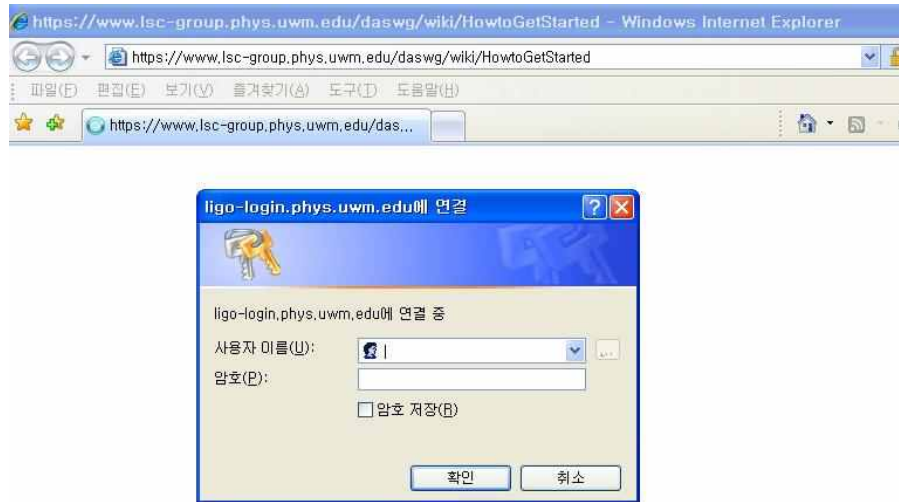 https://www.lsc-group.phys.uwm.edu/daswg/wiki/HowtoGetStarted - Windows Internet Explorer
https://www.lsc-group.phys.uwm.edu/daswg/wiki/HowtoGetStarted
파일(F) 편집(E) 보기(V) 즐겨찾기(A) 도구(T) 도움말(H)
https://www.lsc-group.phys.uwm.edu/das...
ligo-login.phys.uwm.edu에 연결
ligo-login.phys.uwm.edu에 연결 중
사용자 이름(U):
암호(P):
암호 저장(R)
확인 취소